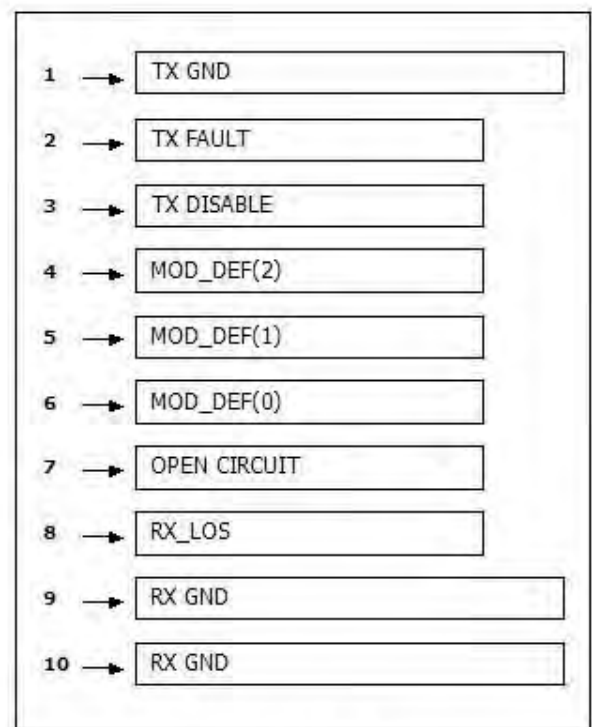 1 TX GND
2 TX FAULT
3 TX DISABLE
4 MOD_DEF(2)
5 MOD_DEF(1)
6 MOD_DEF(0)
7 OPEN CIRCUIT
8 RX_LOS
9 RX GND
10 RX GND